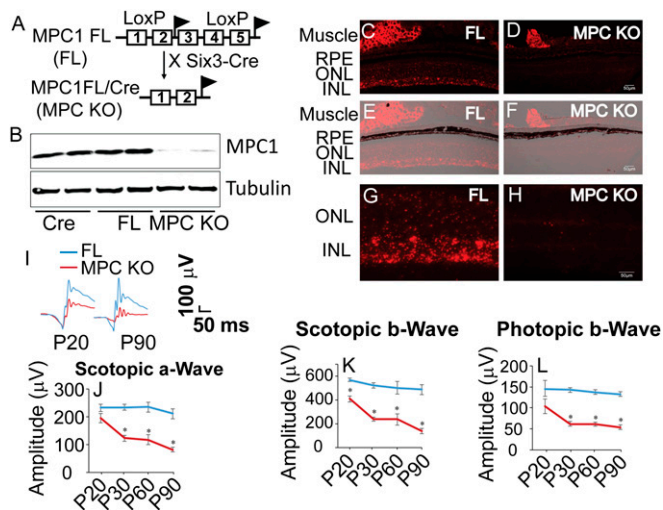 A
LoxP LoxP
MPC1 FL
(FL)
1 2 3 4 5
X Six3-Cre
MPC1FL/Cre
(MPC KO)
1 2
B
MPC1
Tubulin
Cre FL MPC KO
C FL
D MPC KO
Muscle
RPE
ONL
INL
50µm
E FL
F MPC KO
Muscle
RPE
ONL
INL
G FL
H MPC KO
ONL
INL
I
FL
MPC KO
100 µV
50 ms
P20 P90
Scotopic a-Wave
J
Amplitude (µV)
300
200
100
0
P20 P30 P60 P90
* * *
Scotopic b-Wave
K
Amplitude (µV)
600
400
200
0
P20 P30 P60 P90
* * * *
Photopic b-Wave
L
Amplitude (µV)
200
150
100
50
0
P20 P30 P60 P90
* * *